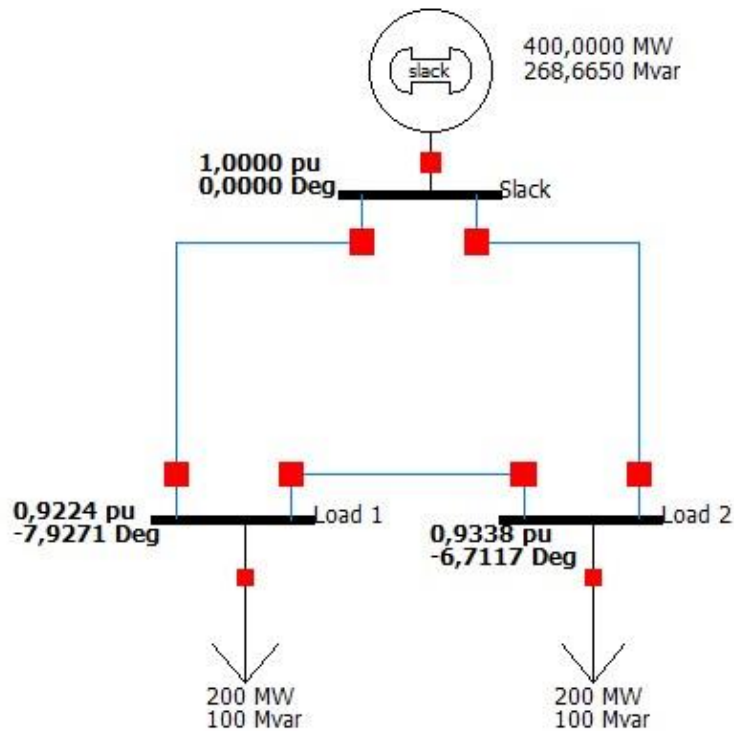 400,0000 MW
268,6650 Mvar
slack
1,0000 pu
0,0000 Deg
Slack
0,9224 pu
-7,9271 Deg
Load 1
0,9338 pu
-6,7117 Deg
Load 2
200 MW
100 Mvar
200 MW
100 Mvar